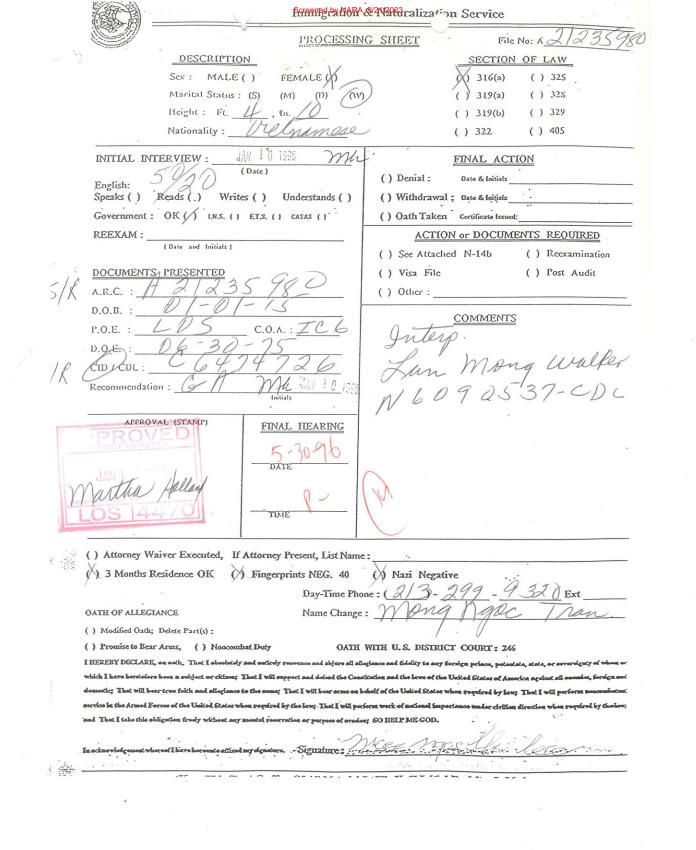 Immigration & Naturalization Service
Screened by NARA, 8/24/2023
PROCESSING SHEET
File No: A 21235980
DESCRIPTION
Sex : MALE ( ) FEMALE (X)
Marital Status : (S) (M) (D) (W)
Height : Ft. 4 , In. 10
Nationality : Vietnamese
SECTION OF LAW
(X) 316(a) ( ) 325
( ) 319(a) ( ) 328
( ) 319(b) ( ) 329
( ) 322 ( ) 405
INITIAL INTERVIEW : JAN 10 1996 Mh
( Date )
50/20
English:
Speaks ( ) Reads ( ) Writes ( ) Understands ( )
Government : OK (/) I.N.S. ( ) E.T.S. ( ) CASAS ( )
REEXAM :
( Date and Initials )
FINAL ACTION
( ) Denial : Date & Initials
( ) Withdrawal ; Date & Initials
( ) Oath Taken Certificate Issued:
ACTION or DOCUMENTS REQUIRED
( ) See Attached N-14b ( ) Reexamination
( ) Visa File ( ) Post Audit
( ) Other :
DOCUMENTS PRESENTED
S/R A.R.C. : A 21235980
D.O.B. : 01-01-15
P.O.E. : LOS C.O.A. : IC6
D.O.E. : 06-30-75
1R CID / CDL : C6474726
Recommendation : GA Mh JAN 10 1996
Initials
COMMENTS
Interp.
Lan Mong Walker
N6092537-CDL
APPROVAL (STAMP)
APPROVED
JAN
Martha
LOS 4470
FINAL HEARING
5-30-96
DATE
P-
TIME
M
( ) Attorney Waiver Executed, If Attorney Present, List Name :
(X) 3 Months Residence OK (X) Fingerprints NEG. 40 (X) Nazi Negative
Day-Time Phone : (213-299-9320 Ext
OATH OF ALLEGIANCE Name Change : Mong Ngoc Tran
( ) Modified Oath; Delete Part(s) :
( ) Promise to Bear Arms, ( ) Noncombat Duty OATH WITH U.S. DISTRICT COURT : 246
I HEREBY DECLARE, on oath, That I absolutely and entirely renounce and abjure all allegiance and fidelity to any foreign prince, potentate, state, or sovereignty of whom or
which I have heretofore been a subject or citizen; That I will support and defend the Constitution and the laws of the United States of America against all enemies, foreign and
domestic; That will bear true faith and allegiance to the same; That I will bear arms on behalf of the United States when required by law; That I will perform noncombatant
service in the Armed Forces of the United States when required by the law; That I will perform work of national importance under civilian direction when required by the law;
and That I take this obligation freely without any mental reservation or purpose of evasion; SO HELP ME GOD.
In acknowledgement whereof I have hereunto affixed my signature. Signature :